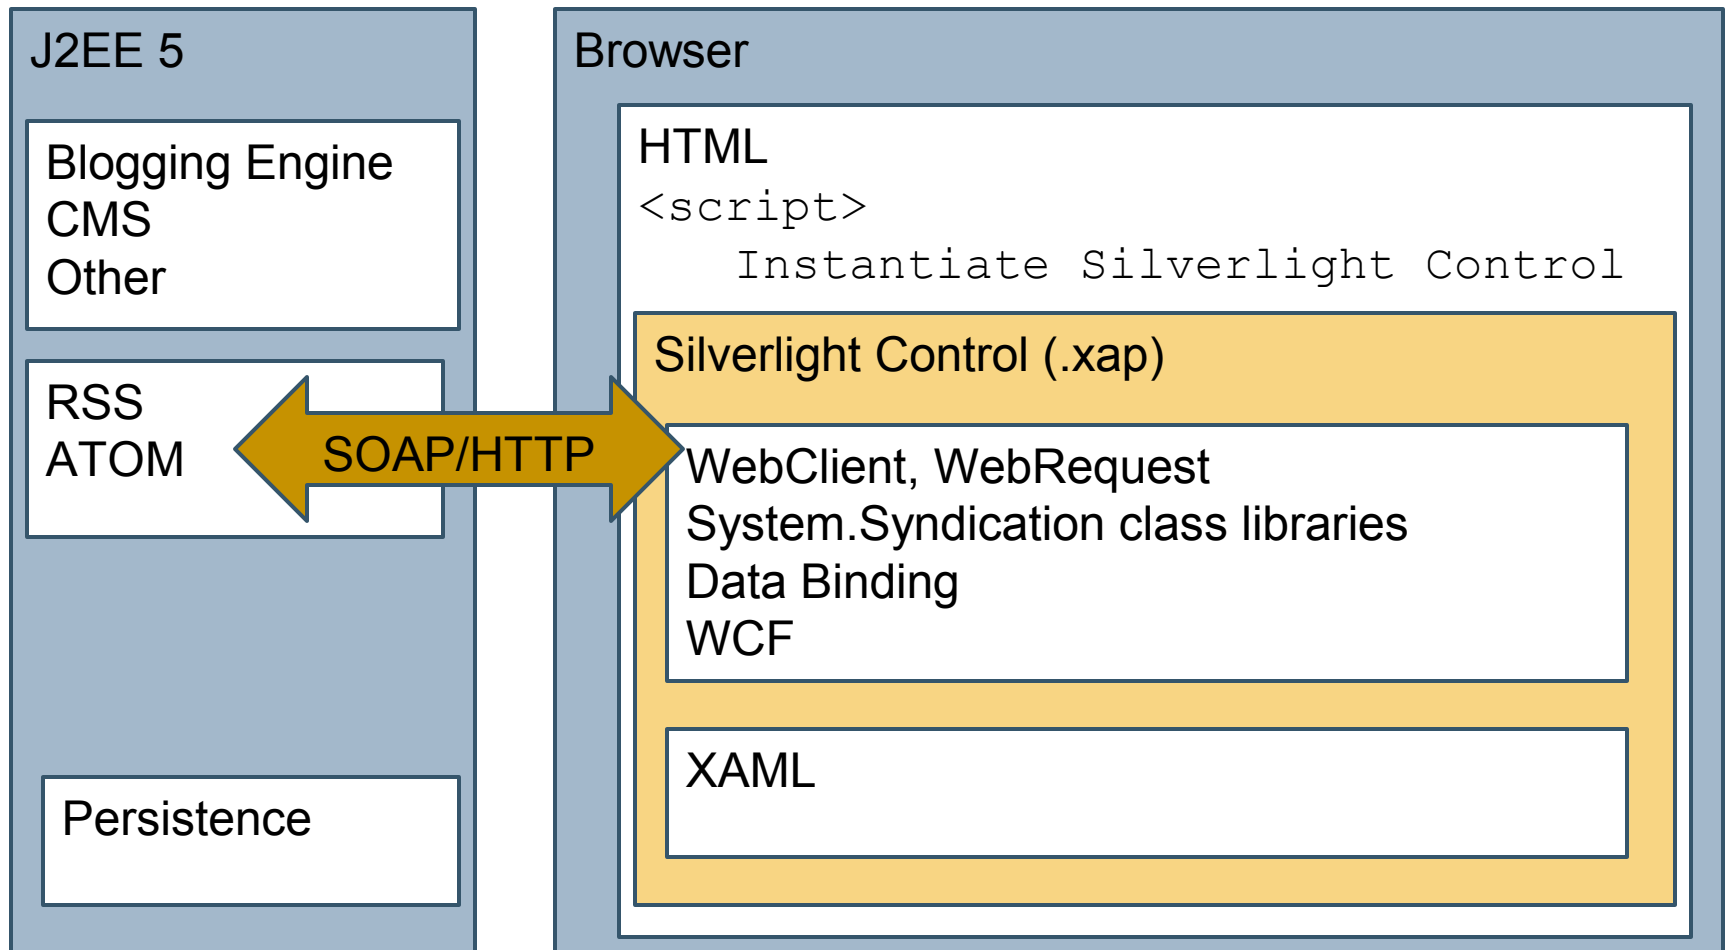 J2EE 5
Blogging Engine
CMS
Other
RSS
ATOM
Persistence
SOAP/HTTP
Browser
HTML
<script>
Instantiate Silverlight Control
Silverlight Control (.xap)
WebClient, WebRequest
System.Syndication class libraries
Data Binding
WCF
XAML